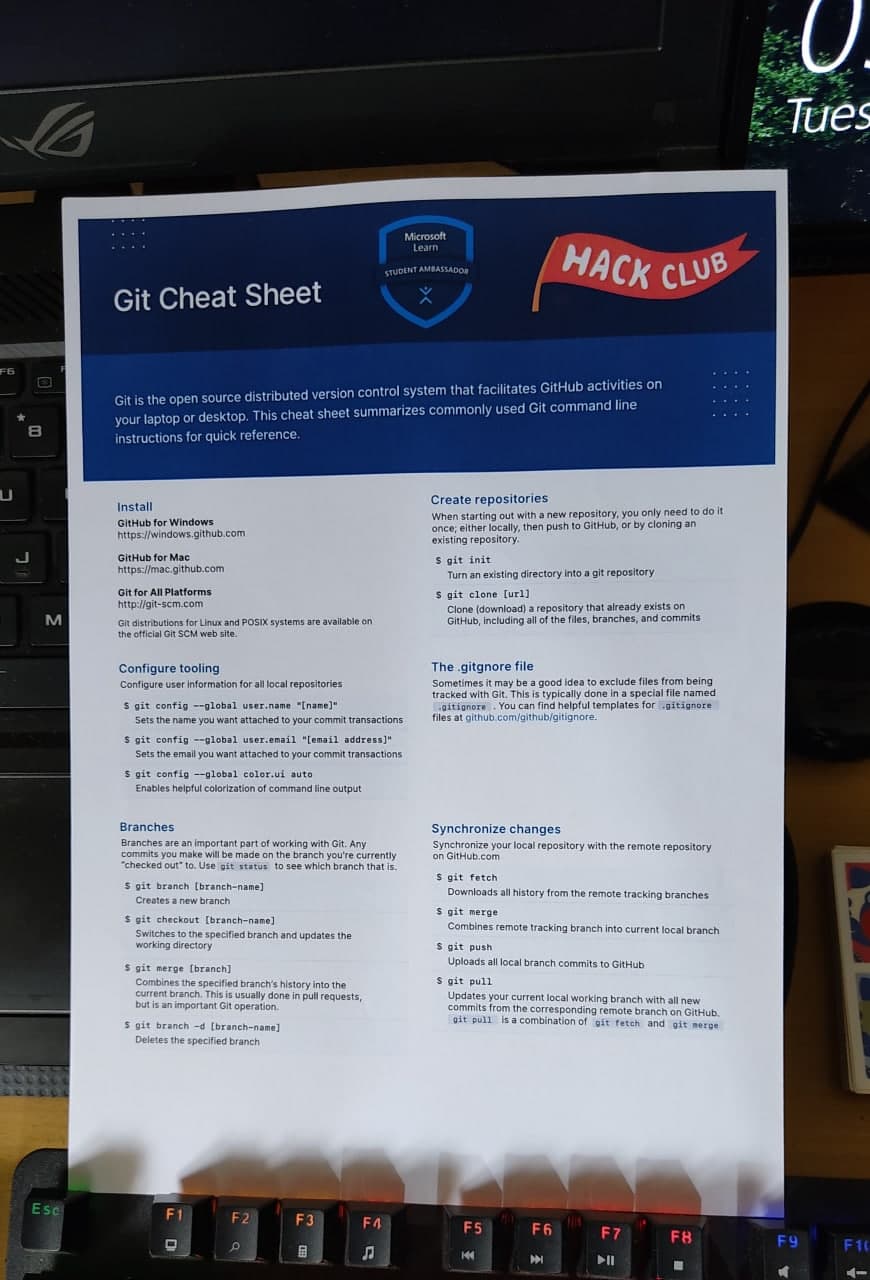 05
Tues
Microsoft
Learn
STUDENT AMBASSADOR
HACK CLUB
Git Cheat Sheet
Git is the open source distributed version control system that facilitates GitHub activities on
your laptop or desktop. This cheat sheet summarizes commonly used Git command line
instructions for quick reference.
Install
GitHub for Windows
https://windows.github.com
GitHub for Mac
https://mac.github.com
Git for All Platforms
http://git-scm.com
Git distributions for Linux and POSIX systems are available on
the official Git SCM web site.
Create repositories
When starting out with a new repository, you only need to do it
once; either locally, then push to GitHub, or by cloning an
existing repository.
$ git init
Turn an existing directory into a git repository
$ git clone [url]
Clone (download) a repository that already exists on
GitHub, including all of the files, branches, and commits
Configure tooling
Configure user information for all local repositories
$ git config --global user.name "[name]"
Sets the name you want attached to your commit transactions
$ git config --global user.email "[email address]"
Sets the email you want attached to your commit transactions
$ git config --global color.ui auto
Enables helpful colorization of command line output
The .gitgnore file
Sometimes it may be a good idea to exclude files from being
tracked with Git. This is typically done in a special file named
.gitignore . You can find helpful templates for .gitignore
files at github.com/github/gitignore.
Branches
Branches are an important part of working with Git. Any
commits you make will be made on the branch you're currently
"checked out" to. Use git status to see which branch that is.
$ git branch [branch-name]
Creates a new branch
$ git checkout [branch-name]
Switches to the specified branch and updates the
working directory
$ git merge [branch]
Combines the specified branch's history into the
current branch. This is usually done in pull requests,
but is an important Git operation.
$ git branch -d [branch-name]
Deletes the specified branch
Synchronize changes
Synchronize your local repository with the remote repository
on GitHub.com
$ git fetch
Downloads all history from the remote tracking branches
$ git merge
Combines remote tracking branch into current local branch
$ git push
Uploads all local branch commits to GitHub
$ git pull
Updates your current local working branch with all new
commits from the corresponding remote branch on GitHub.
git pull is a combination of git fetch and git merge
F6
* 8
U
J
M
Esc F1 F2 F3 F4 F5 F6 F7 F8 F9 F10